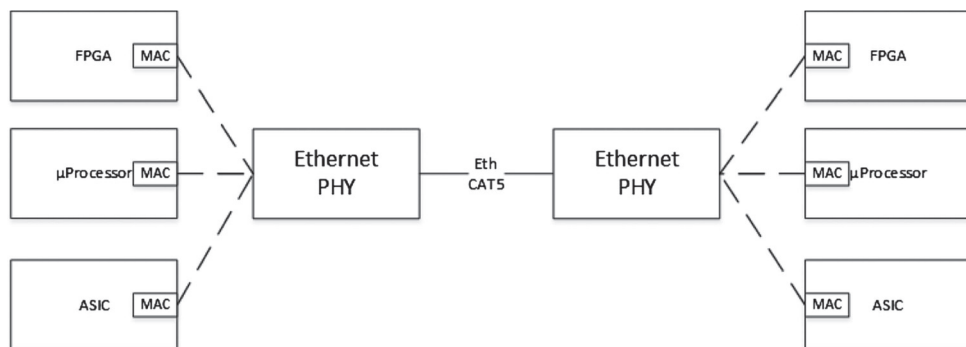 FPGA MAC
MAC FPGA
Ethernet
PHY
Eth
CAT5
Ethernet
PHY
µProcessor MAC
MAC µProcessor
ASIC MAC
MAC ASIC